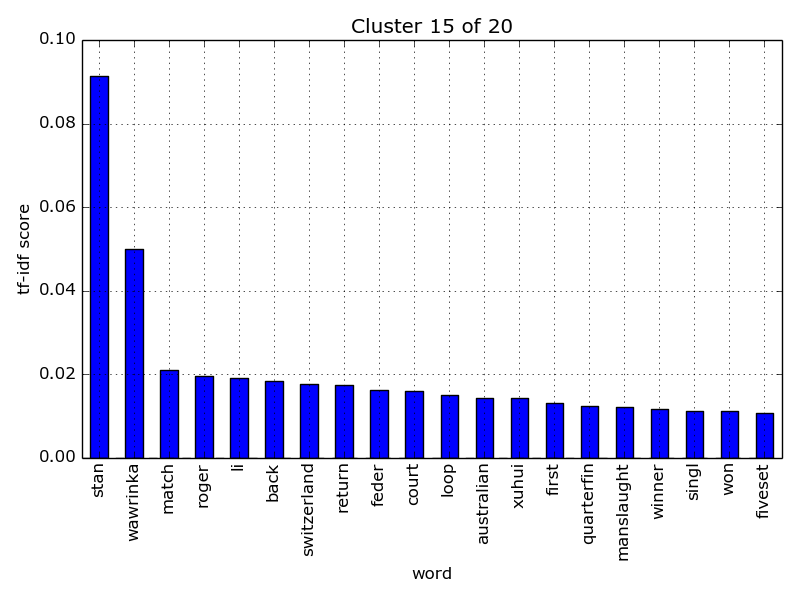 Cluster 15 of 20
0.10
0.08
0.06
0.04
0.02
0.00
tf-idf score
stan
wawrinka
match
roger
li
back
switzerland
return
feder
court
loop
australian
xuhui
first
quarterfin
manslaught
winner
singl
won
fiveset
word